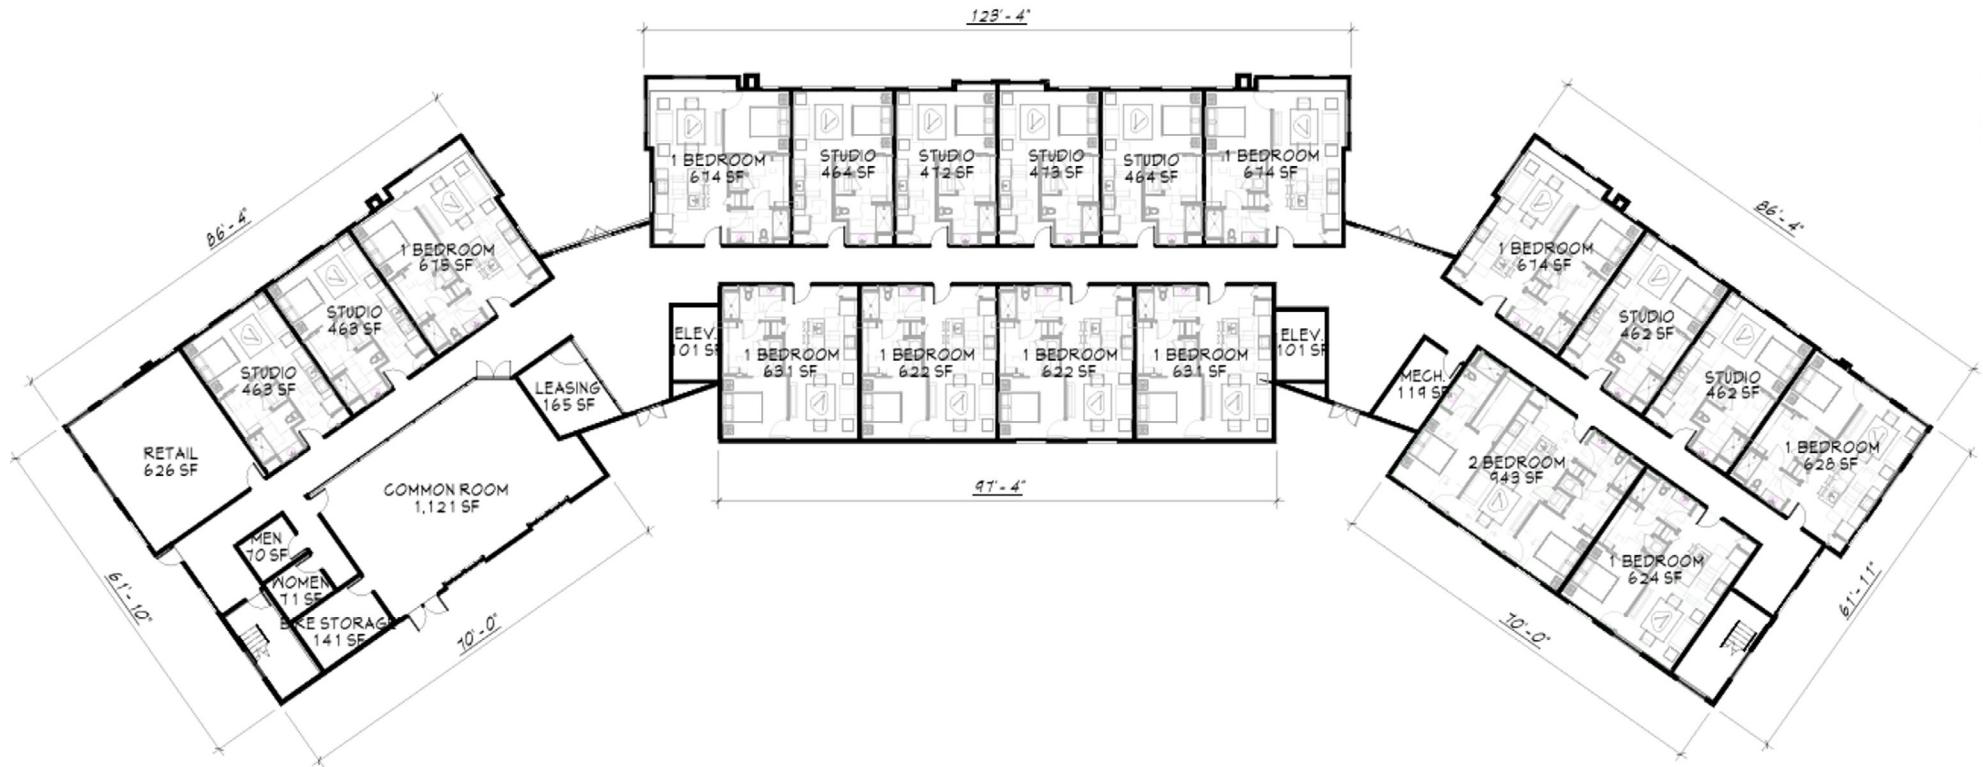 123'-4"
86'-4"
86'-4"
1 BEDROOM
674 SF
STUDIO
464 SF
STUDIO
472 SF
STUDIO
473 SF
STUDIO
464 SF
1 BEDROOM
674 SF
1 BEDROOM
675 SF
STUDIO
463 SF
STUDIO
463 SF
RETAIL
626 SF
LEASING
165 SF
COMMON ROOM
1,121 SF
MEN
70 SF
WOMEN
71 SF
BIKE STORAGE
141 SF
61'-10"
70'-0"
ELEV.
101 SF
1 BEDROOM
631 SF
1 BEDROOM
622 SF
1 BEDROOM
622 SF
1 BEDROOM
631 SF
ELEV.
101 SF
97'-4"
1 BEDROOM
674 SF
STUDIO
462 SF
STUDIO
462 SF
1 BEDROOM
628 SF
MECH.
119 SF
2 BEDROOM
943 SF
1 BEDROOM
624 SF
70'-0"
61'-11"